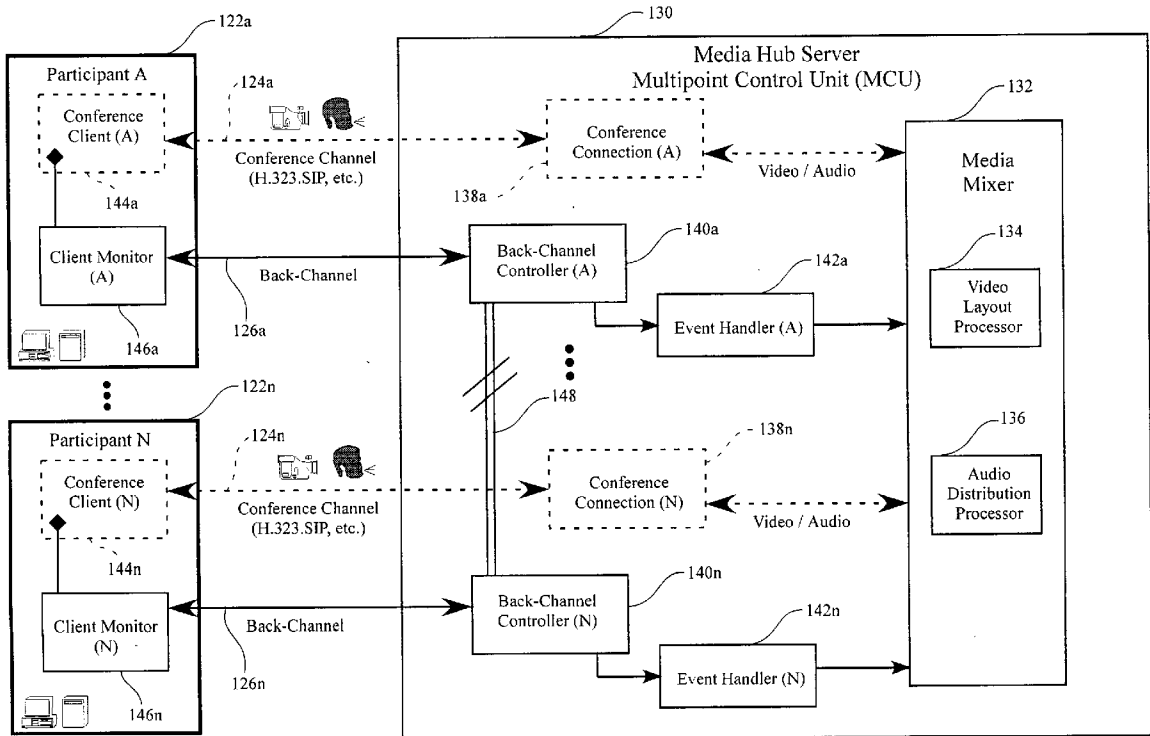 122a
130
Participant A
Media Hub Server
Multipoint Control Unit (MCU)
124a
132
Conference
Client (A)
Conference
Connection (A)
Conference Channel
(H.323.SIP, etc.)
138a
Video / Audio
Media
Mixer
144a
140a
134
Client Monitor
(A)
Back-Channel
Back-Channel
Controller (A)
142a
Video
Layout
Processor
126a
Event Handler (A)
146a
122n
148
Participant N
124n
138n
136
Conference
Client (N)
Conference
Connection (N)
Conference Channel
(H.323.SIP, etc.)
Video / Audio
Audio
Distribution
Processor
144n
140n
Client Monitor
(N)
Back-Channel
Back-Channel
Controller (N)
142n
126n
Event Handler (N)
146n